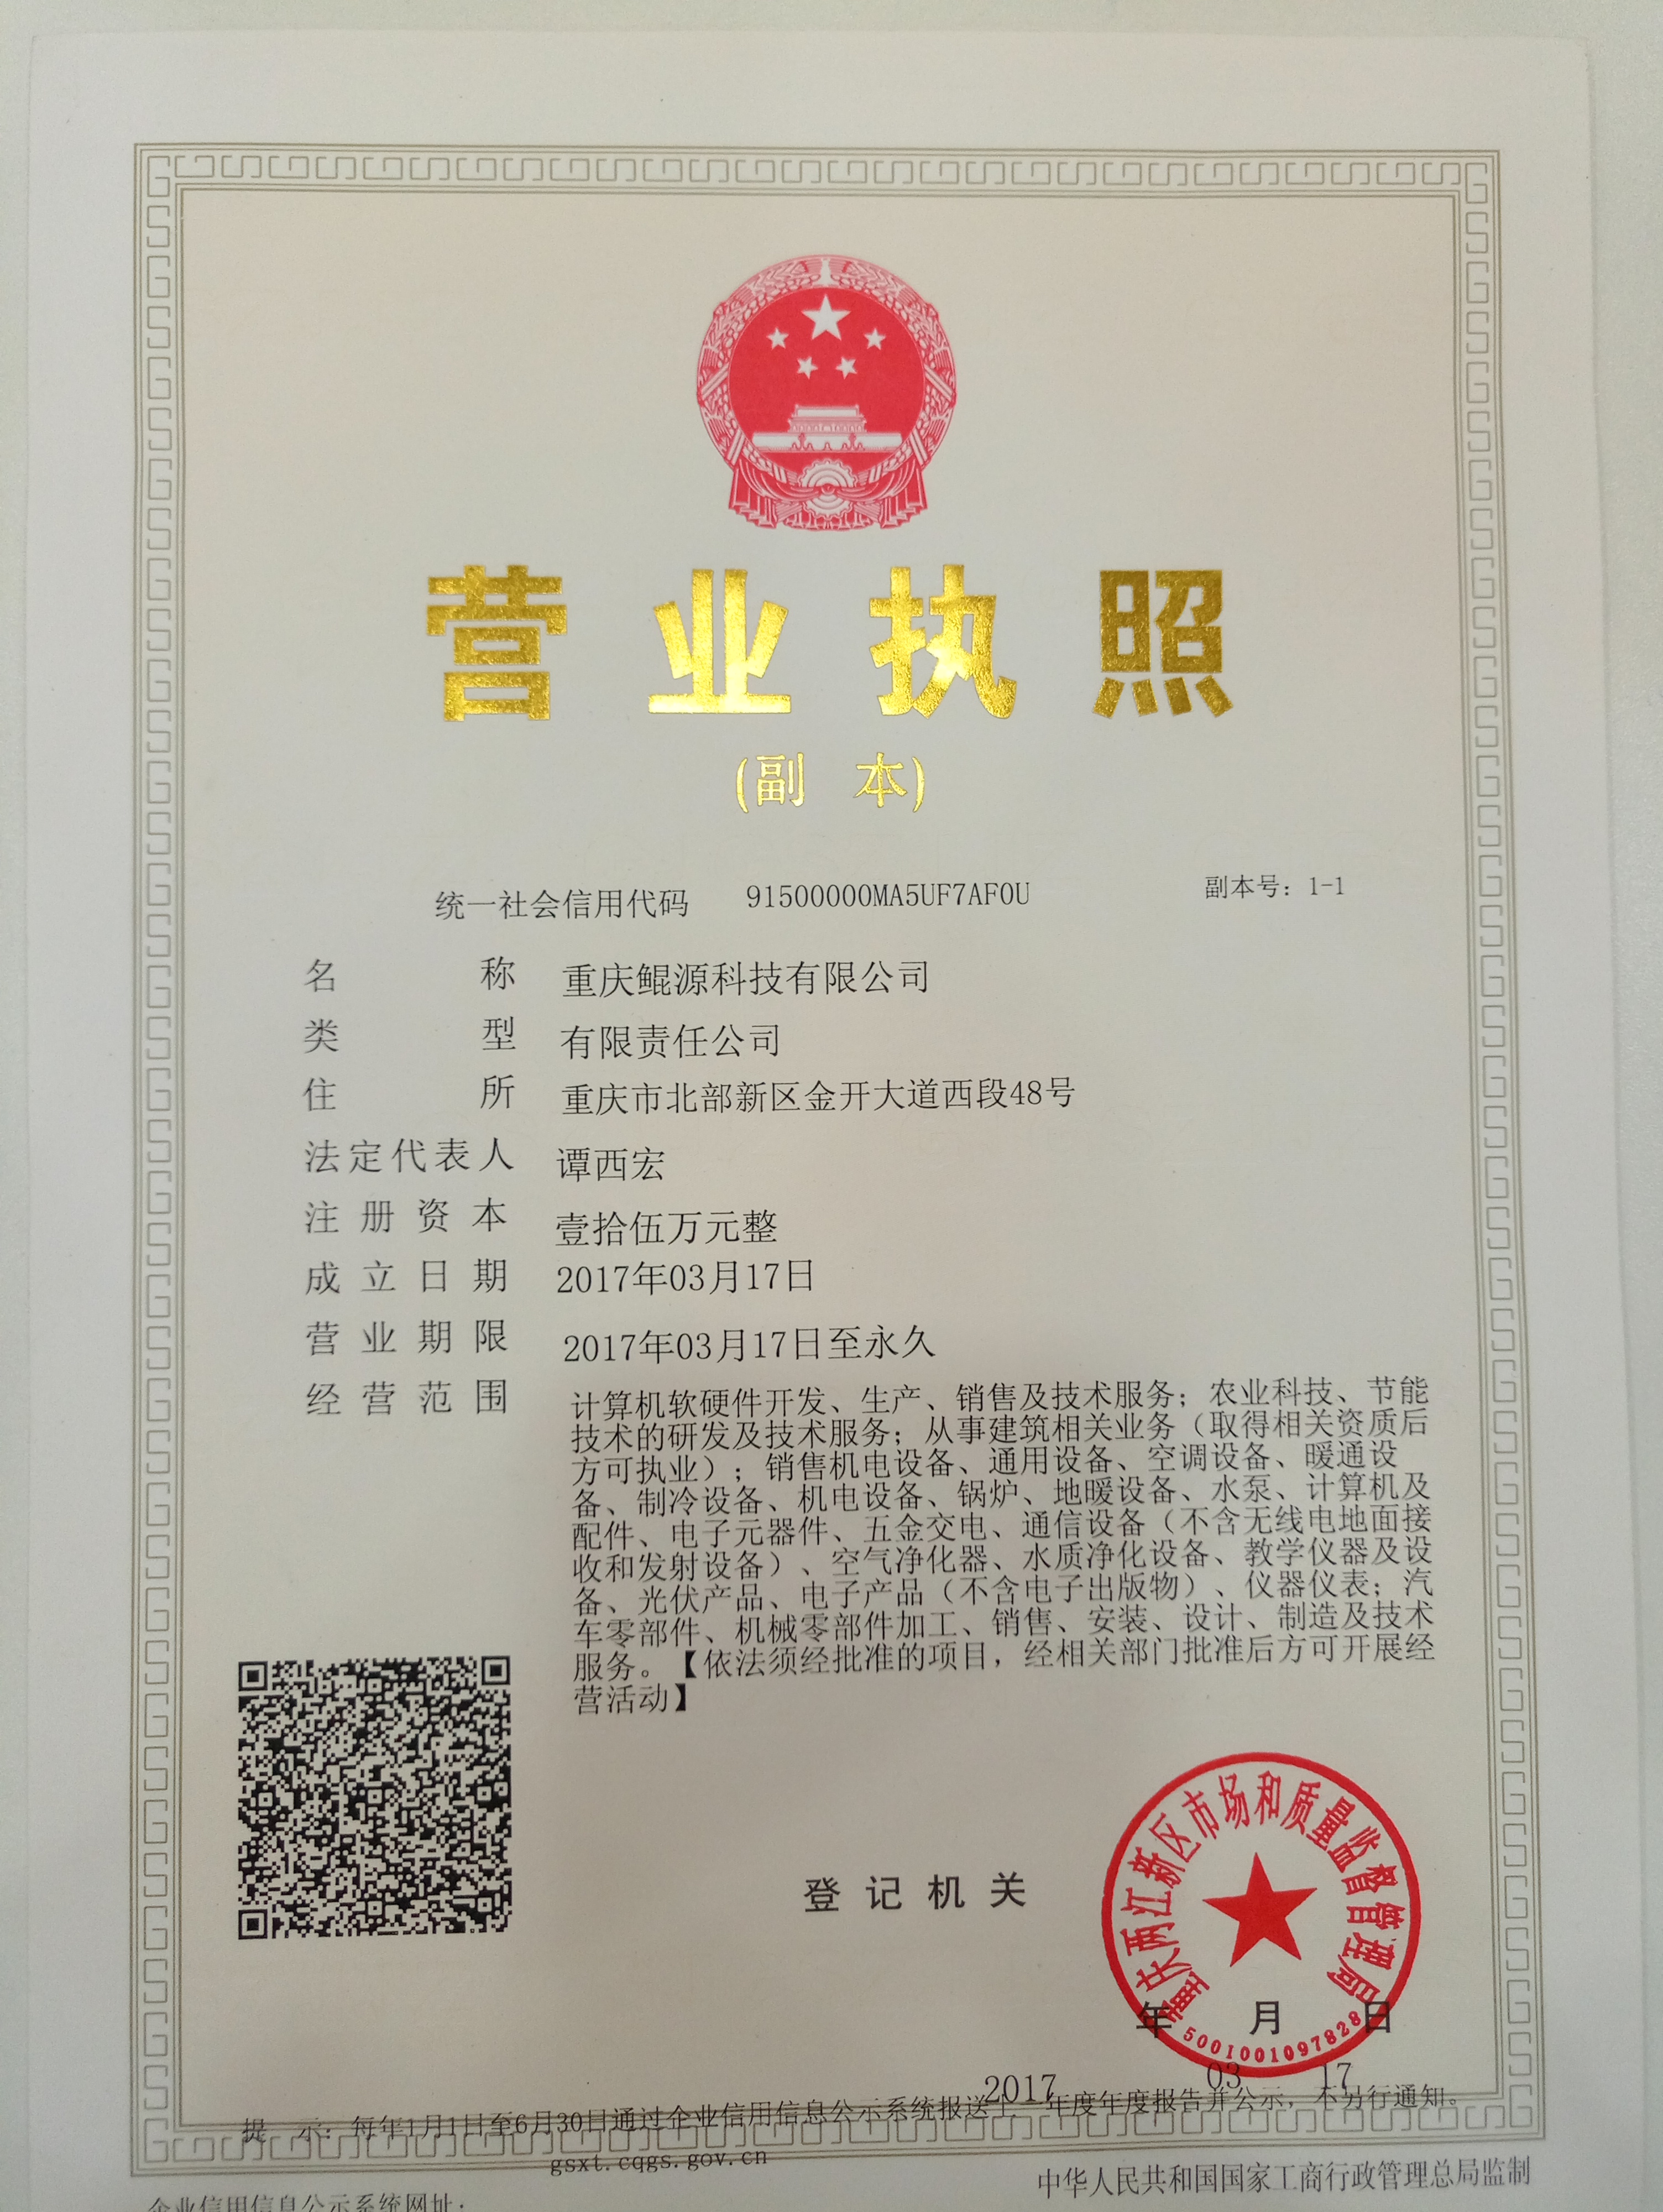 营业执照
(副 本)
统一社会信用代码 91500000MA5UF7AF0U 副本号：1-1
名 称 重庆鲲源科技有限公司
类 型 有限责任公司
住 所 重庆市北部新区金开大道西段48号
法定代表人 谭西宏
注册资本 壹拾伍万元整
成立日期 2017年03月17日
营业期限 2017年03月17日至永久
经营范围 计算机软硬件开发、生产、销售及技术服务；农业科技、节能
技术的研发及技术服务；从事建筑相关业务（取得相关资质后
方可执业）；销售机电设备、通用设备、空调设备、暖通设
备、制冷设备、机电设备、锅炉、地暖设备、水泵、计算机及
配件、电子元器件、五金交电、通信设备（不含无线电地面接
收和发射设备）、空气净化器、水质净化设备、教学仪器及设
备、光伏产品、电子产品（不含电子出版物）、仪器仪表；汽
车零部件、机械零部件加工、销售、安装、设计、制造及技术
服务。【依法须经批准的项目，经相关部门批准后方可开展经
营活动】
登记机关
重庆两江新区市场和质量监督管理局
5001001097828
年 月 日
2017 03 17
提 示：每年1月1日至6月30日通过企业信用信息公示系统报送上一年度年度报告并公示，不另行通知。
gsxt.cqgs.gov.cn
企业信用信息公示系统网址：
中华人民共和国国家工商行政管理总局监制